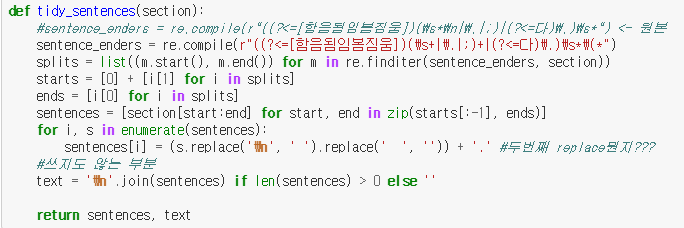 def tidy_sentences(section):
    #sentence_enders = re.compile(r"((?<=[함음됨임봄짐움])(₩s*₩n|₩.|;)|(?<=다)₩.)₩s*") <- 원본
    sentence_enders = re.compile(r"((?<=[함음됨임봄짐움])(₩s+|₩.|;)+|(?<=다)₩.)₩s*₩(*")
    splits = list((m.start(), m.end()) for m in re.finditer(sentence_enders, section))
    starts = [0] + [i[1] for i in splits]
    ends = [i[0] for i in splits]
    sentences = [section[start:end] for start, end in zip(starts[:-1], ends)]
    for i, s in enumerate(sentences):
        sentences[i] = (s.replace('₩n', ' ').replace('  ', '')) + '.' #두번째 replace뭔지???
    #쓰지도 않는 부분
    text = '₩n'.join(sentences) if len(sentences) > 0 else ''
    return sentences, text